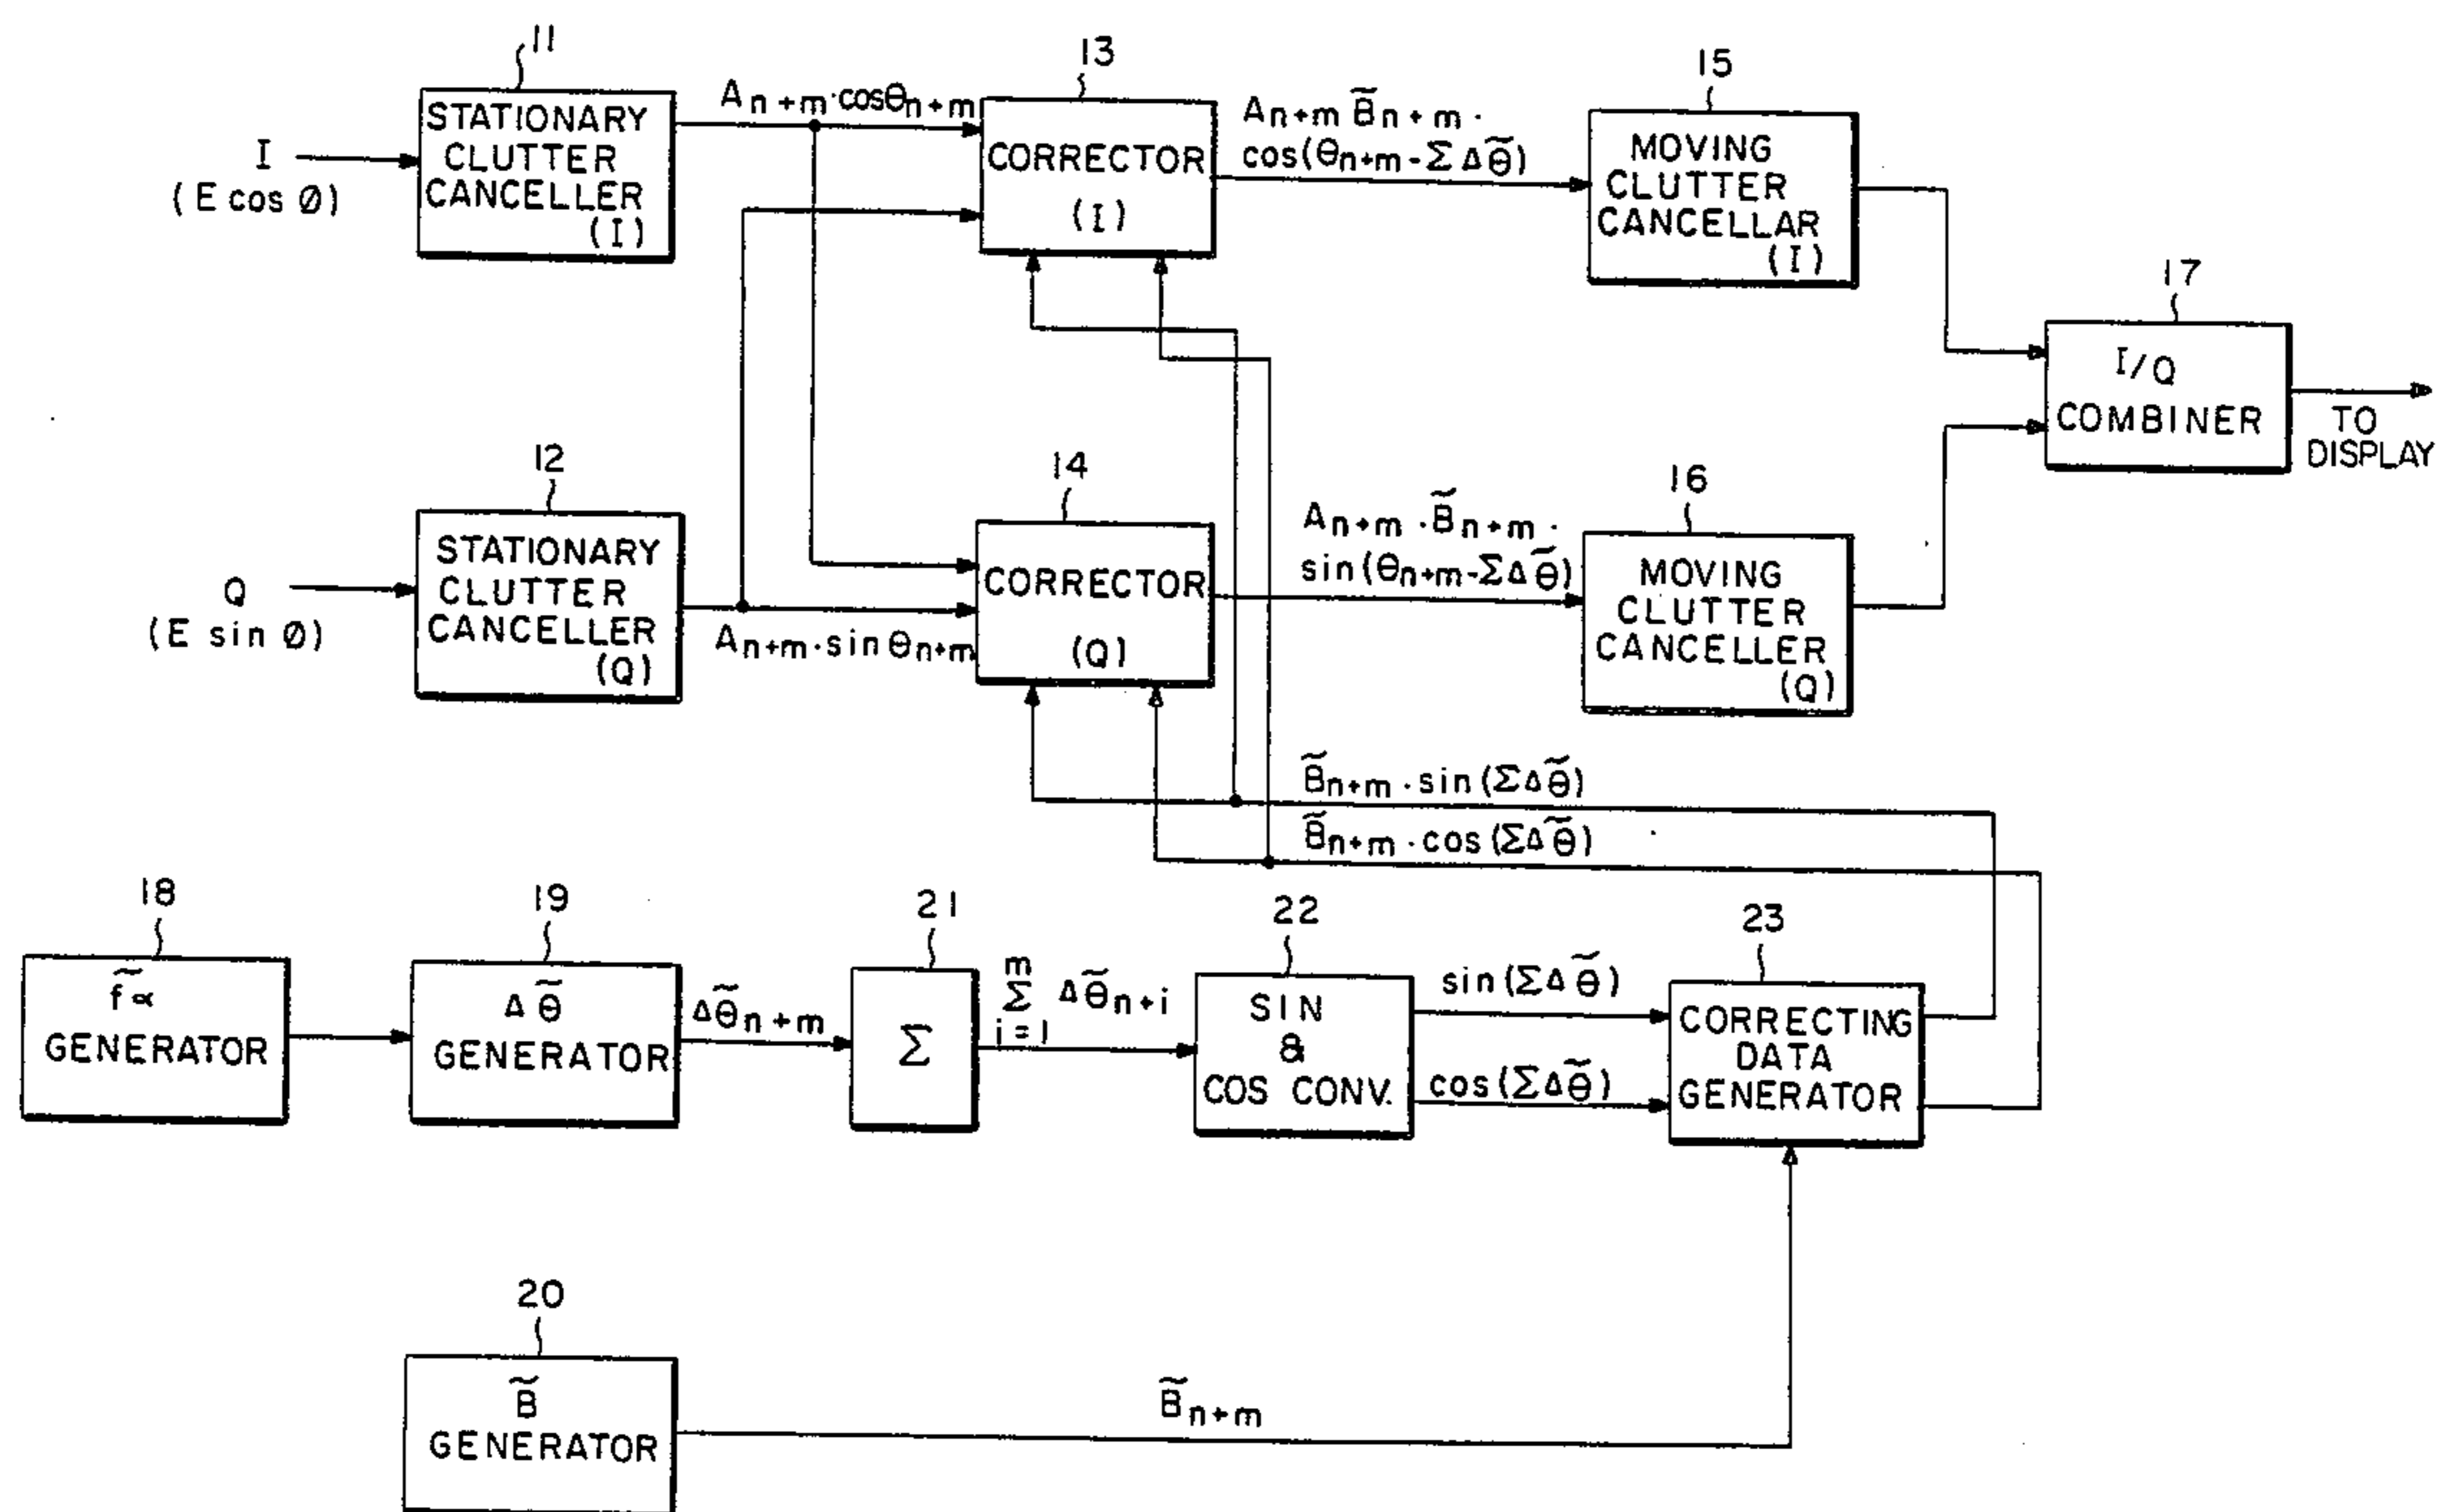 11
STATIONARY
CLUTTER
CANCELLER
(I)
I
(E cos Ø)
A n+m·cosθn+m
13
CORRECTOR
(I)
An+m B̃n+m·
cos(θn+m-ΣΔθ̃)
15
MOVING
CLUTTER
CANCELLAR
(I)
17
I/Q
COMBINER
TO
DISPLAY
12
STATIONARY
CLUTTER
CANCELLER
(Q)
Q
(E sin Ø)
An+m·sinθn+m
14
CORRECTOR
(Q)
An+m·B̃n+m·
sin(θn+m-ΣΔθ̃)
16
MOVING
CLUTTER
CANCELLER
(Q)
B̃n+m·sin(ΣΔθ̃)
B̃n+m·cos(ΣΔθ̃)
18
f̃∝
GENERATOR
19
Δθ̃
GENERATOR
Δθ̃n+m
21
Σ
m
Σ Δθ̃n+i
i=1
22
SIN
&
COS CONV.
sin(ΣΔθ̃)
cos(ΣΔθ̃)
23
CORRECTING
DATA
GENERATOR
20
B̃
GENERATOR
B̃n+m